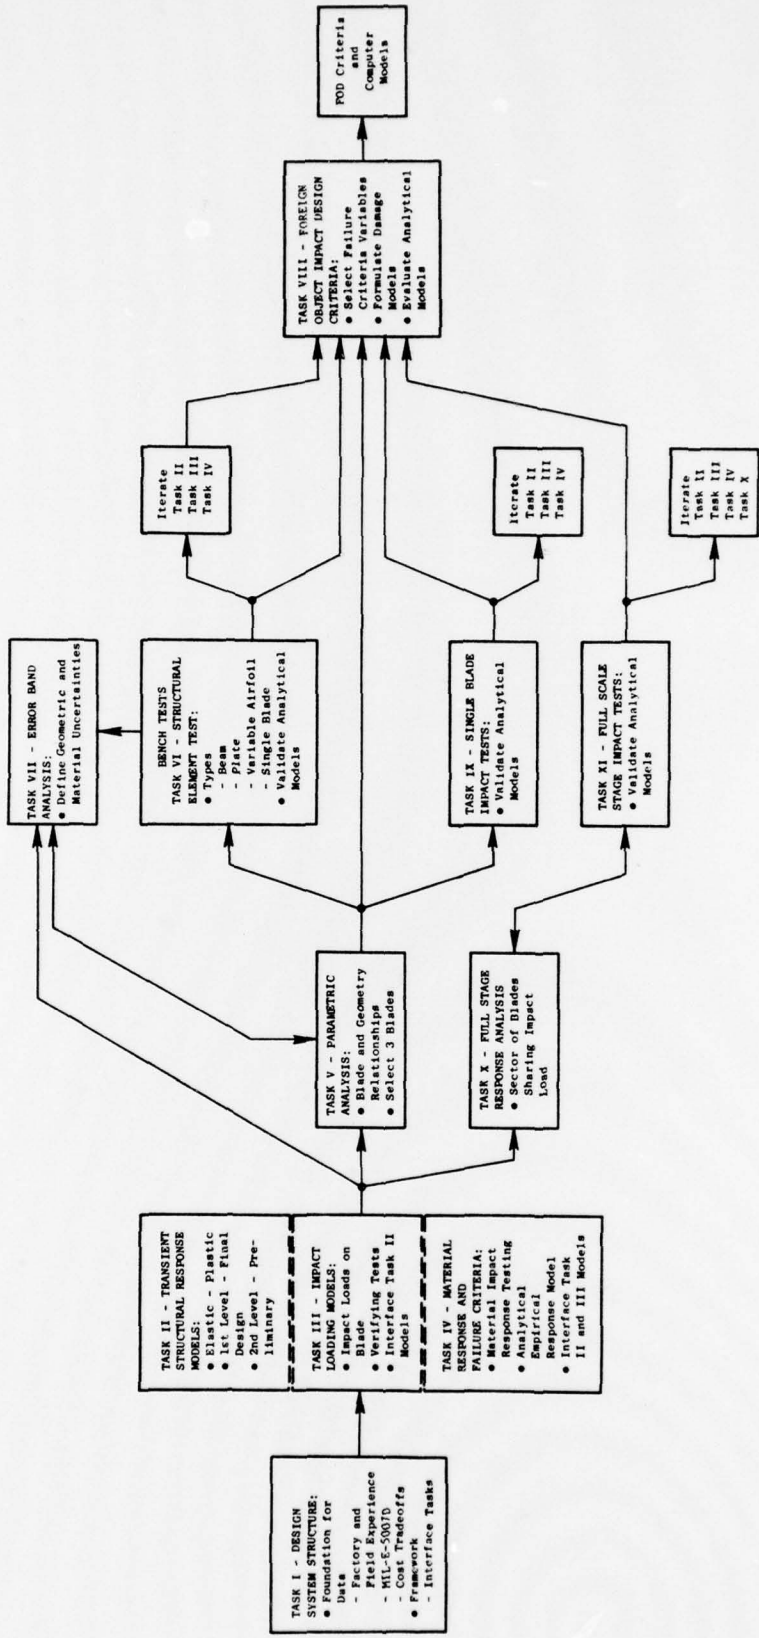 TASK I - DESIGN
SYSTEM STRUCTURE:
● Foundation for
Data
- Factory and
Field Experience
- MIL-E-5007D
- Cost Tradeoffs
● Framework
- Interface Tasks
TASK II - TRANSIENT
STRUCTURAL RESPONSE
MODELS:
● Elastic - Plastic
● 1st Level - Final
Design
● 2nd Level - Pre-
liminary
TASK III - IMPACT
LOADING MODELS:
● Impact Loads on
Blade
● Verifying Tests
● Interface Task II
Models
TASK IV - MATERIAL
RESPONSE AND
FAILURE CRITERIA:
● Material Impact
Response Testing
● Analytical
Empirical
Response Model
● Interface Task
II and III Models
TASK V - PARAMETRIC
ANALYSIS:
● Blade and Geometry
Relationships
● Select 3 Blades
TASK X - FULL STAGE
RESPONSE ANALYSIS
● Sector of Blades
Sharing Impact
Load
TASK VII - ERROR BAND
ANALYSIS:
● Define Geometric and
Material Uncertainties
BENCH TESTS
TASK VI - STRUCTURAL
ELEMENT TEST:
● Types
- Beam
- Plate
- Variable Airfoil
- Single Blade
● Validate Analytical
Models
TASK IX - SINGLE BLADE
IMPACT TESTS:
● Validate Analytical
Models
TASK XI - FULL SCALE
STAGE IMPACT TESTS:
● Validate Analytical
Models
Iterate
Task II
Task III
Task IV
Iterate
Task II
Task III
Task IV
Iterate
Task II
Task III
Task IV
Task X
TASK VIII - FOREIGN
OBJECT IMPACT DESIGN
CRITERIA:
● Select Failure
Criteria Variables
● Formulate Damage
Models
● Evaluate Analytical
Models
FOD Criteria
and
Computer
Models